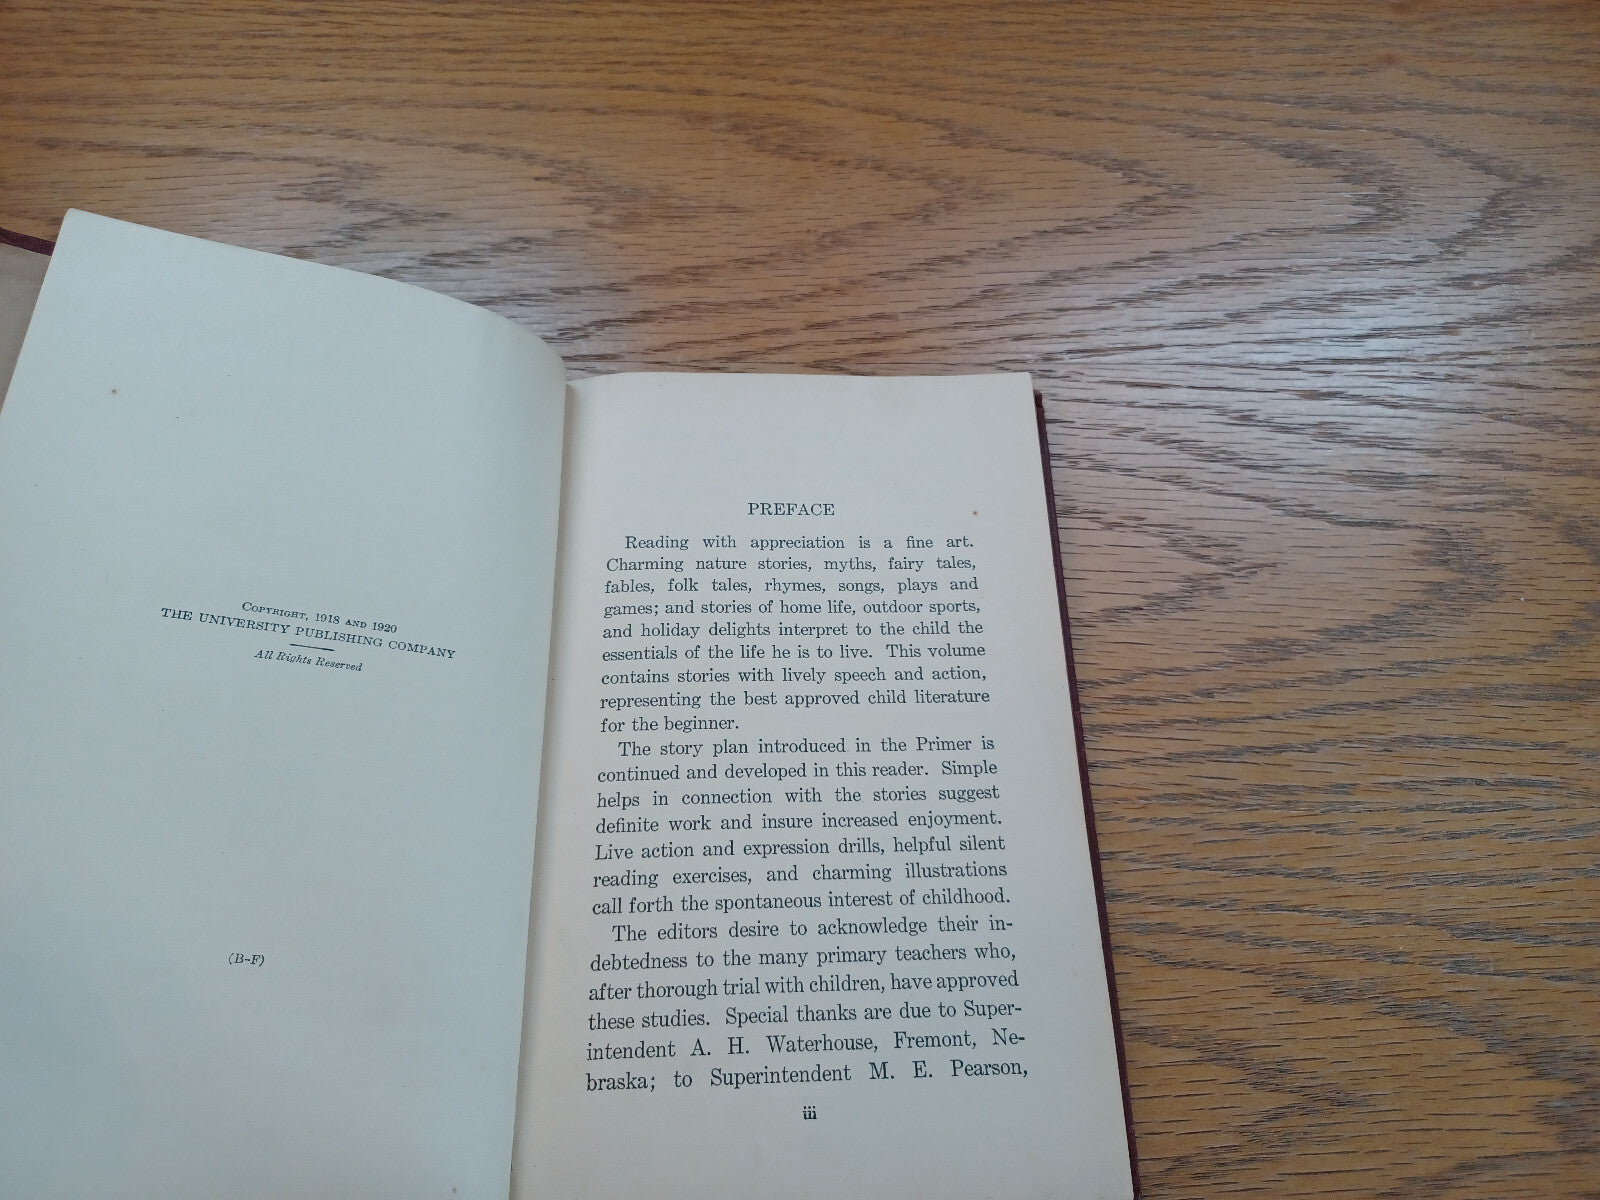 COPYRIGHT, 1918 AND 1920
THE UNIVERSITY PUBLISHING COMPANY
All Rights Reserved
(B-F)
PREFACE
Reading with appreciation is a fine art.
Charming nature stories, myths, fairy tales,
fables, folk tales, rhymes, songs, plays and
games; and stories of home life, outdoor sports,
and holiday delights interpret to the child the
essentials of the life he is to live. This volume
contains stories with lively speech and action,
representing the best approved child literature
for the beginner.
The story plan introduced in the Primer is
continued and developed in this reader. Simple
helps in connection with the stories suggest
definite work and insure increased enjoyment.
Live action and expression drills, helpful silent
reading exercises, and charming illustrations
call forth the spontaneous interest of childhood.
The editors desire to acknowledge their in-
debtedness to the many primary teachers who,
after thorough trial with children, have approved
these studies. Special thanks are due to Super-
intendent A. H. Waterhouse, Fremont, Ne-
braska; to Superintendent M. E. Pearson,
iii